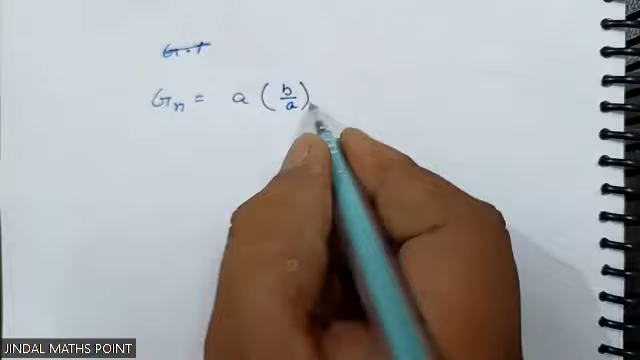 G.P
Gn = a (b/a)
JINDAL MATHS POINT